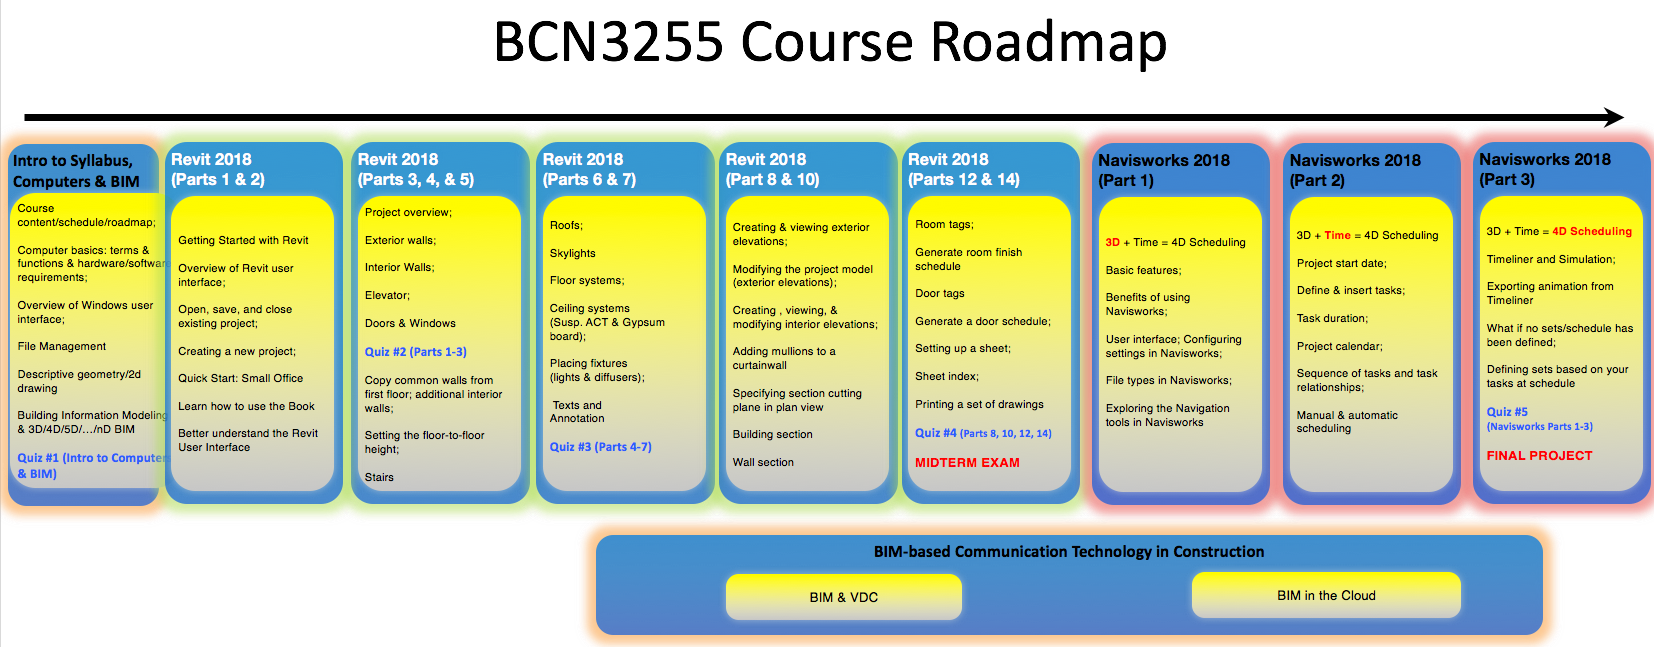 BCN3255 Course Roadmap
Intro to Syllabus,
Computers & BIM
Course
content/schedule/roadmap;
Computer basics: terms &
functions & hardware/software
requirements;
Overview of Windows user
interface;
File Management
Descriptive geometry/2d
drawing
Building Information Modeling
& 3D/4D/5D/.../nD BIM
Quiz #1 (Intro to Computer
& BIM)
Revit 2018
(Parts 1 & 2)
Getting Started with Revit
Overview of Revit user
interface;
Open, save, and close
existing project;
Creating a new project;
Quick Start: Small Office
Learn how to use the Book
Better understand the Revit
User Interface
Revit 2018
(Parts 3, 4, & 5)
Project overview;
Exterior walls;
Interior Walls;
Elevator;
Doors & Windows
Quiz #2 (Parts 1-3)
Copy common walls from
first floor; additional interior
walls;
Setting the floor-to-floor
height;
Stairs
Revit 2018
(Parts 6 & 7)
Roofs;
Skylights
Floor systems;
Ceiling systems
(Susp. ACT & Gypsum
board);
Placing fixtures
(lights & diffusers);
Texts and
Annotation
Quiz #3 (Parts 4-7)
Revit 2018
(Part 8 & 10)
Creating & viewing exterior
elevations;
Modifying the project model
(exterior elevations);
Creating , viewing, &
modifying interior elevations;
Adding mullions to a
curtainwall
Specifying section cutting
plane in plan view
Building section
Wall section
Revit 2018
(Parts 12 & 14)
Room tags;
Generate room finish
schedule
Door tags
Generate a door schedule;
Setting up a sheet;
Sheet index;
Printing a set of drawings
Quiz #4 (Parts 8, 10, 12, 14)
MIDTERM EXAM
Navisworks 2018
(Part 1)
3D + Time = 4D Scheduling
Basic features;
Benefits of using
Navisworks;
User interface; Configuring
settings in Navisworks;
File types in Navisworks;
Exploring the Navigation
tools in Navisworks
Navisworks 2018
(Part 2)
3D + Time = 4D Scheduling
Project start date;
Define & insert tasks;
Task duration;
Project calendar;
Sequence of tasks and task
relationships;
Manual & automatic
scheduling
Navisworks 2018
(Part 3)
3D + Time = 4D Scheduling
Timeliner and Simulation;
Exporting animation from
Timeliner
What if no sets/schedule has
been defined;
Defining sets based on your
tasks at schedule
Quiz #5
(Navisworks Parts 1-3)
FINAL PROJECT
BIM-based Communication Technology in Construction
BIM & VDC
BIM in the Cloud